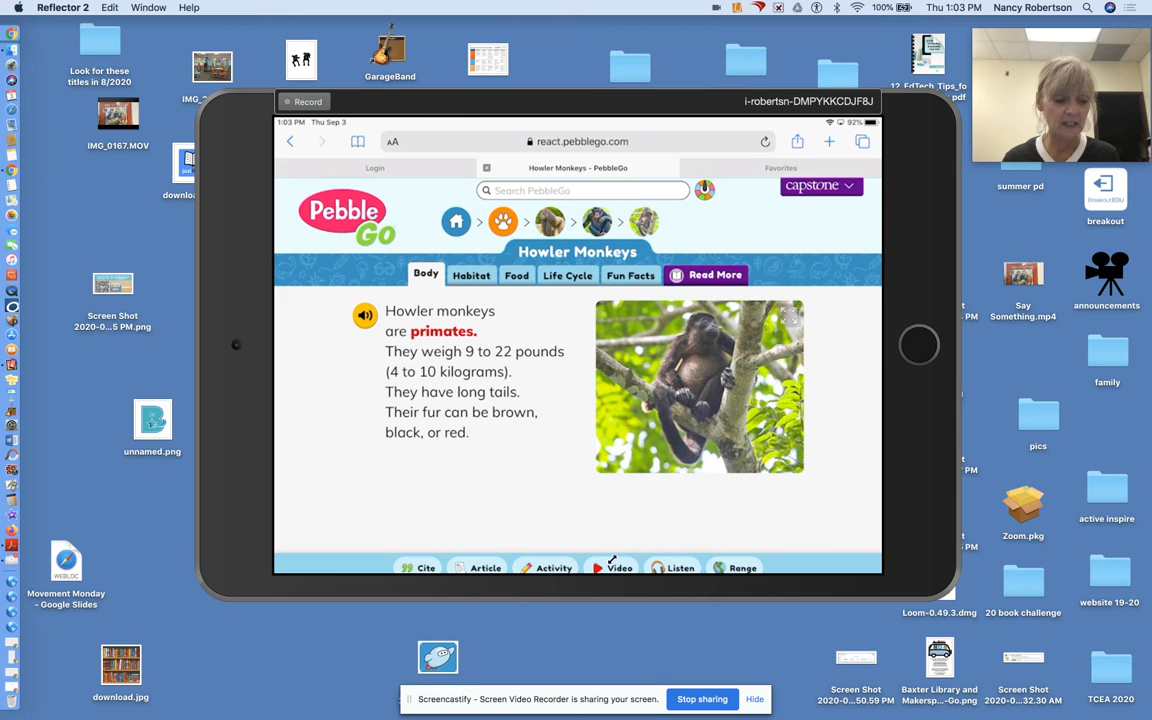 Reflector 2 Edit Window Help
100% Thu 1:03 PM Nancy Robertson
Look for these
titles in 8/2020
GarageBand
12_EdTech_Tips_fo
pdf
IMG_0167.MOV
summer pd
breakout
announcements
Say
Something.mp4
family
pics
Screen Shot
2020-0...5 PM.png
unnamed.png
Zoom.pkg
active inspire
WEBLOC
Movement Monday
- Google Slides
Loom-0.49.3.dmg
20 book challenge
website 19-20
download.jpg
Screen Shot
2020-0...50.59 PM
Baxter Library and
Makersp...-Go.png
Screen Shot
2020-0...32.30 AM
TCEA 2020
Record
i-robertsn-DMPYKKCDJF8J
1:03 PM Thu Sep 3
92%
AA
react.pebblego.com
Login
Howler Monkeys - PebbleGo
Favorites
Pebble
Go
Search PebbleGo
capstone
Howler Monkeys
Body Habitat Food Life Cycle Fun Facts Read More
Howler monkeys
are primates.
They weigh 9 to 22 pounds
(4 to 10 kilograms).
They have long tails.
Their fur can be brown,
black, or red.
Cite Article Activity Video Listen Range
Screencastify - Screen Video Recorder is sharing your screen. Stop sharing Hide